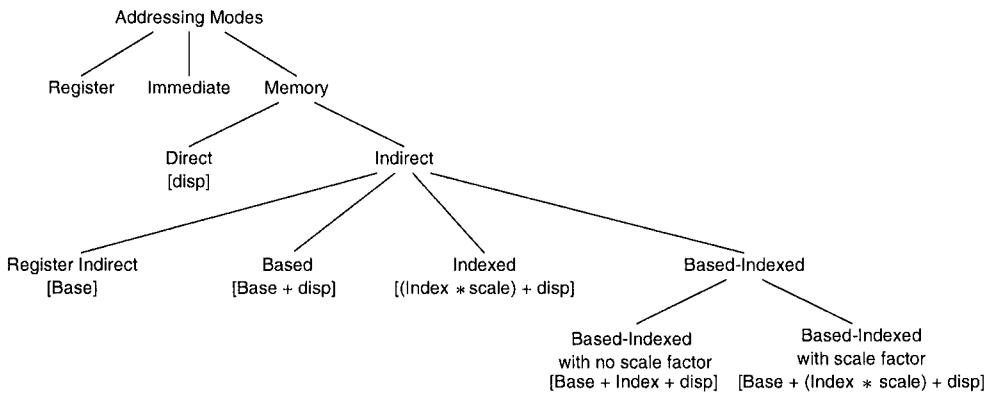 Addressing Modes
Register
Immediate
Memory
Direct
[disp]
Indirect
Register Indirect
[Base]
Based
[Base + disp]
Indexed
[(Index * scale) + disp]
Based-Indexed
Based-Indexed
with no scale factor
[Base + Index + disp]
Based-Indexed
with scale factor
[Base + (Index * scale) + disp]